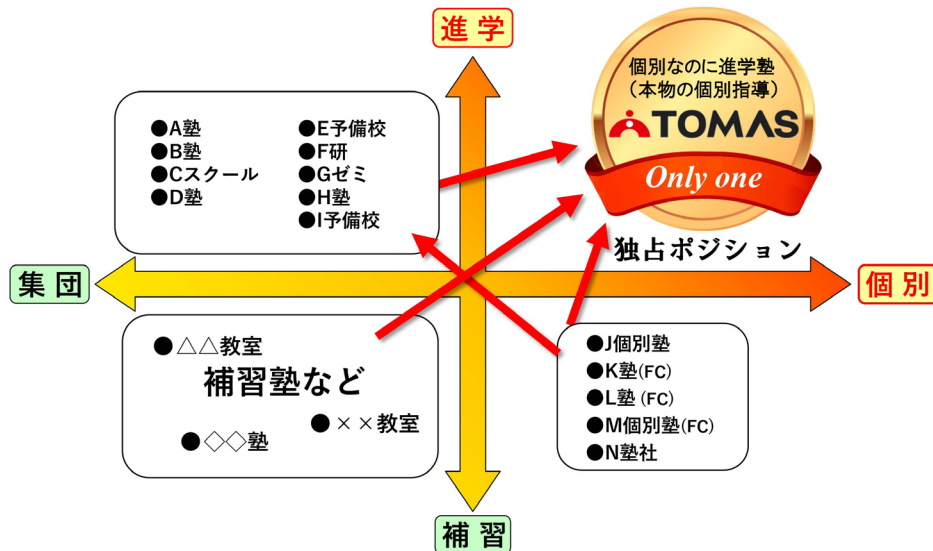 進学
個別なのに進学塾
(本物の個別指導)
TOMAS
Only one
独占ポジション
●A塾
●B塾
●Cスクール
●D塾
●E予備校
●F研
●Gゼミ
●H塾
●I予備校
集団
個別
●△△教室
補習塾など
●××教室
●◇◇塾
●J個別塾
●K塾(FC)
●L塾 (FC)
●M個別塾(FC)
●N塾社
補習